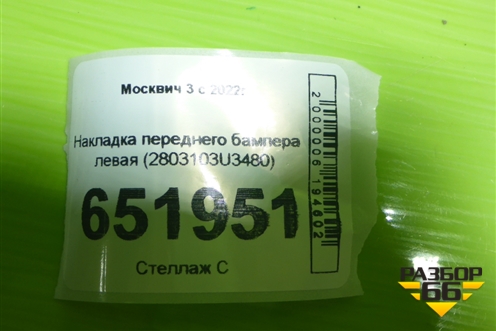 Москвич 3 с 2022г
Накладка переднего бампера
левая (2803103U3480)
651951
Стеллаж С
2000006194602
РАЗБОР
66